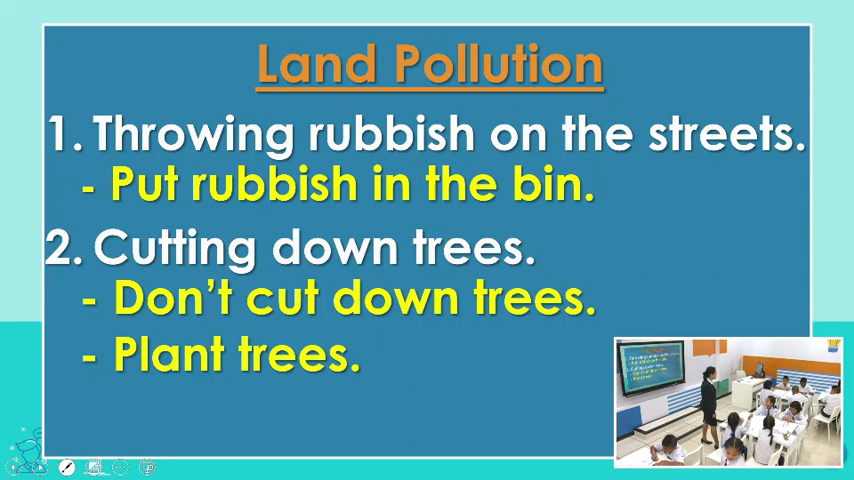 Land Pollution
1. Throwing rubbish on the streets.
- Put rubbish in the bin.
2. Cutting down trees.
- Don't cut down trees.
- Plant trees.